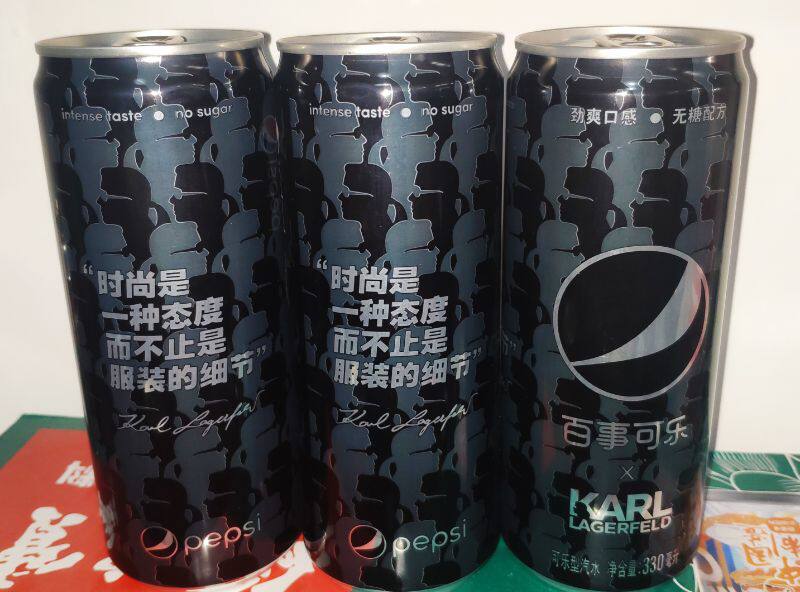 intense taste • no sugar
“时尚是
一种态度
而不止是
服装的细节”
Karl Lagerfeld
pepsi
intense taste • no sugar
“时尚是
一种态度
而不止是
服装的细节”
Karl Lagerfeld
pepsi
劲爽口感 • 无糖配方
百事可乐
×
KARL
LAGERFELD
可乐型汽水 净含量:330毫升